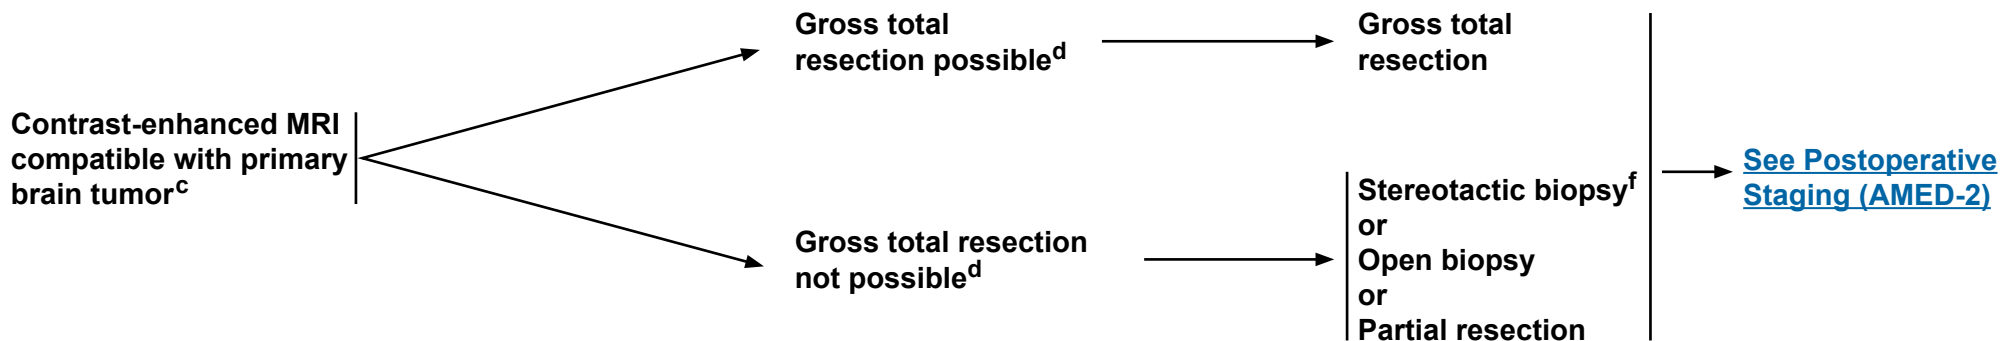 Contrast-enhanced MRI
compatible with primary
brain tumorᶜ
Gross total
resection possibleᵈ
Gross total
resection
Gross total resection
not possibleᵈ
Stereotactic biopsyᶠ
or
Open biopsy
or
Partial resection
See Postoperative
Staging (AMED-2)